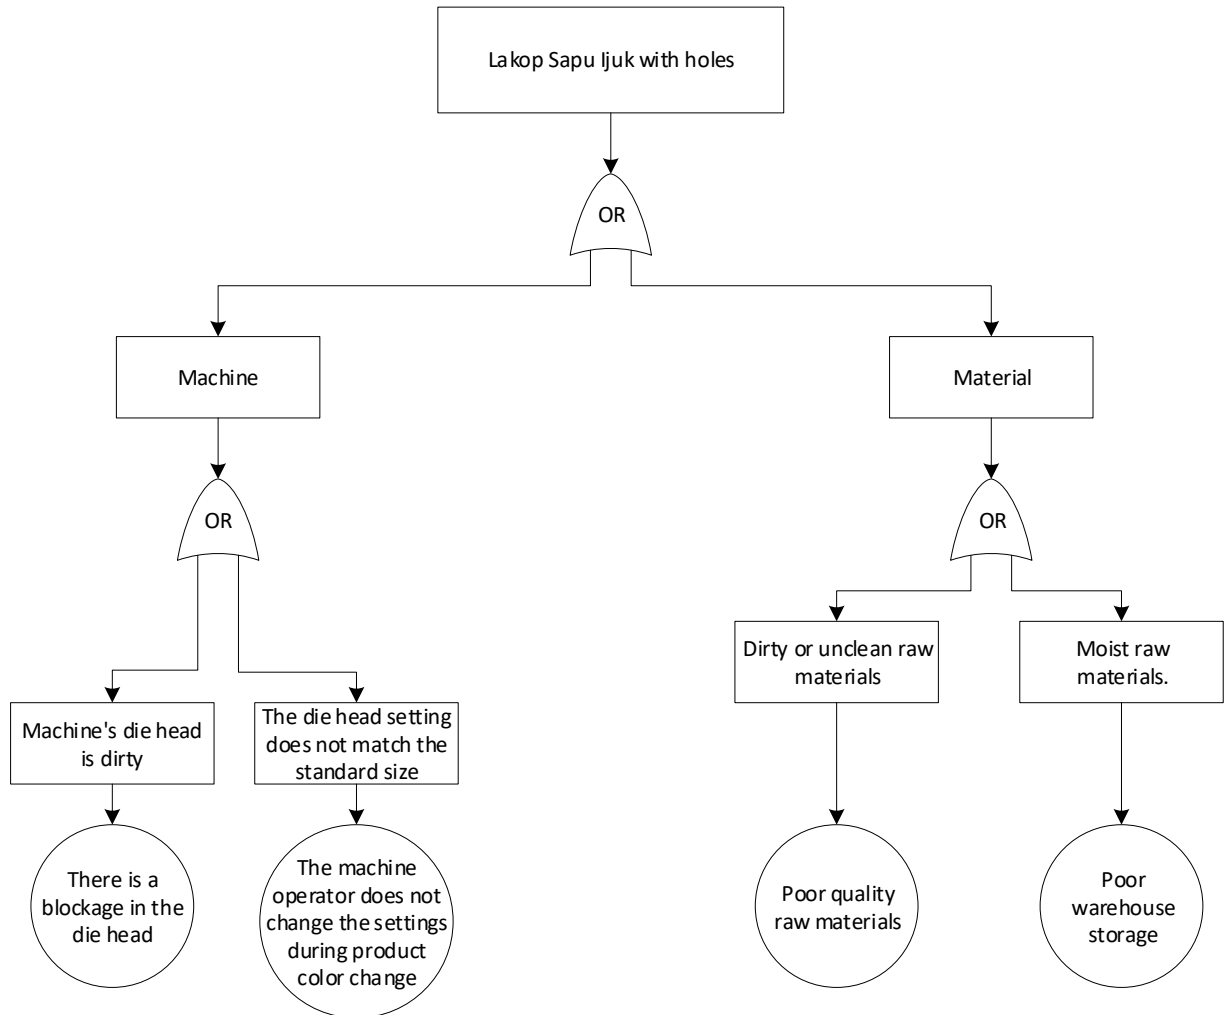 Lakop Sapu Ijuk with holes
OR
Machine
Material
OR
OR
Dirty or unclean raw
materials
Moist raw
materials.
Machine's die head
is dirty
The die head setting
does not match the
standard size
There is a
blockage in the
die head
The machine
operator does not
change the settings
during product
color change
Poor quality
raw materials
Poor
warehouse
storage